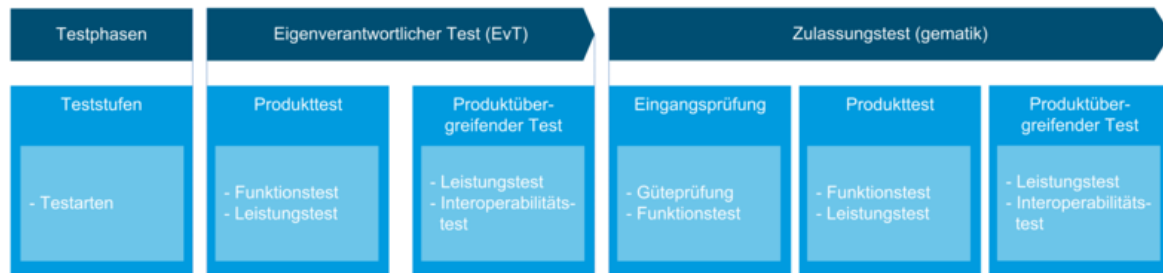 Testphasen
Eigenverantwortlicher Test (EvT)
Zulassungstest (gematik)
Teststufen
- Testarten
Produkttest
- Funktionstest
- Leistungstest
Produktüber-
greifender Test
- Leistungstest
- Interoperabilitäts-
test
Eingangsprüfung
- Güteprüfung
- Funktionstest
Produkttest
- Funktionstest
- Leistungstest
Produktüber-
greifender Test
- Leistungstest
- Interoperabilitäts-
test